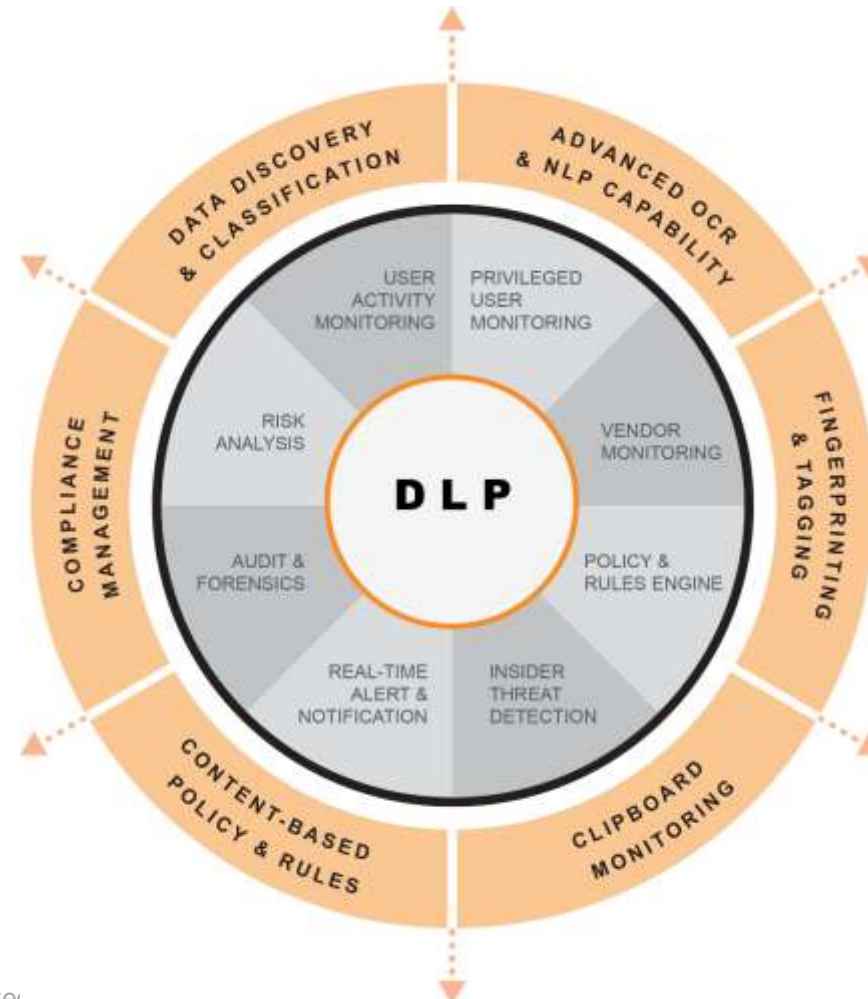 DATA DISCOVERY
& CLASSIFICATION
ADVANCED OCR
& NLP CAPABILITY
FINGERPRINTING
& TAGGING
CLIPBOARD
MONITORING
CONTENT-BASED
POLICY & RULES
COMPLIANCE
MANAGEMENT
USER
ACTIVITY
MONITORING
PRIVILEGED
USER
MONITORING
VENDOR
MONITORING
POLICY &
RULES ENGINE
INSIDER
THREAT
DETECTION
REAL-TIME
ALERT &
NOTIFICATION
AUDIT &
FORENSICS
RISK
ANALYSIS
DLP